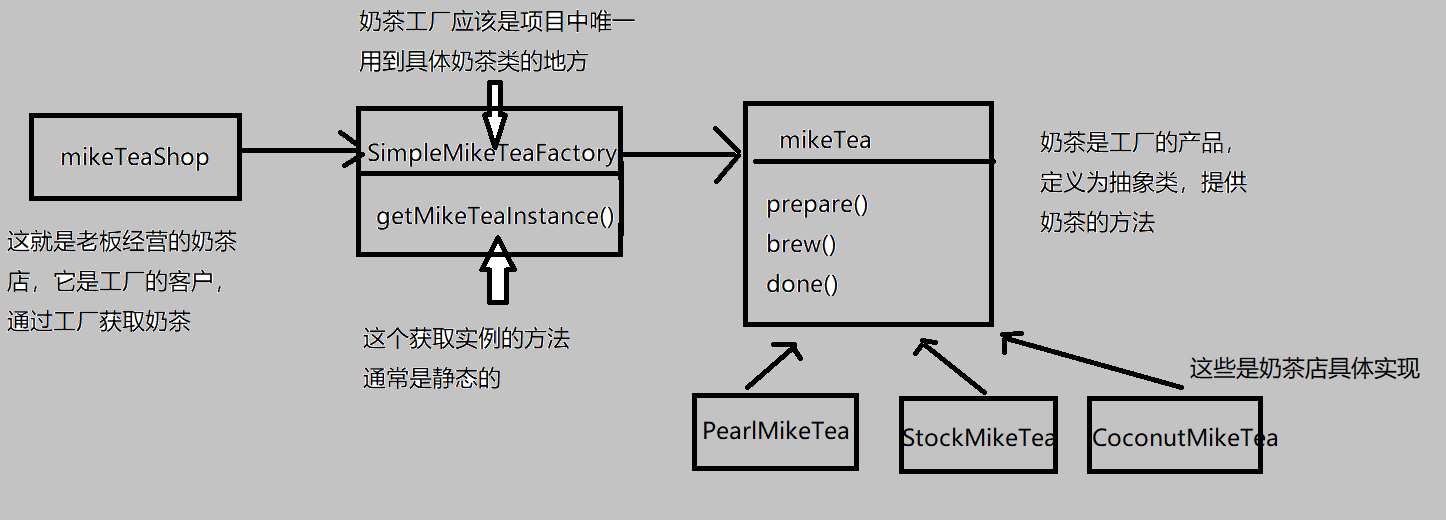 奶茶工厂应该是项目中唯一
用到具体奶茶类的地方
mikeTeaShop
SimpleMikeTeaFactory
getMikeTeaInstance()
mikeTea
prepare()
brew()
done()
奶茶是工厂的产品，
定义为抽象类，提供
奶茶的方法
这就是老板经营的奶茶
店，它是工厂的客户，
通过工厂获取奶茶
这个获取实例的方法
通常是静态的
这些是奶茶店具体实现
PearlMikeTea
StockMikeTea
CoconutMikeTea